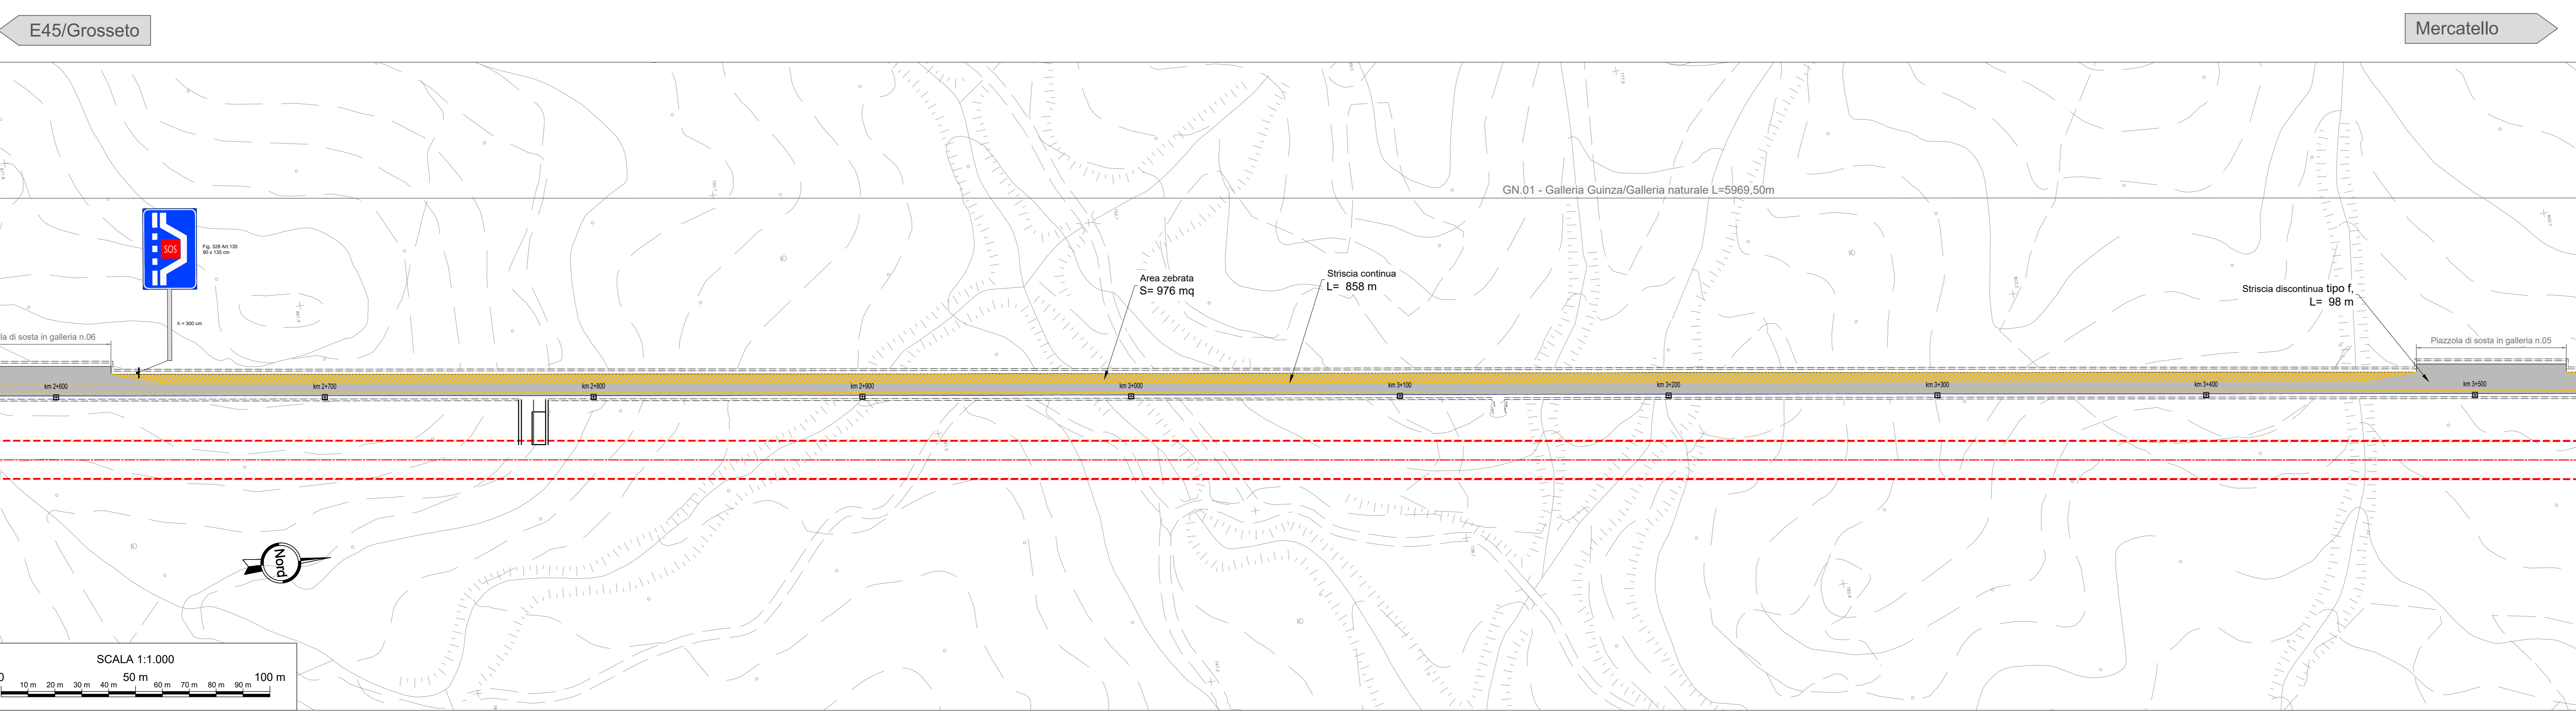 E45/Grosseto
Mercatello
GN.01 - Galleria Guinza/Galleria naturale L=5969,50m
SOS
Fig. 328 Art.135
90 x 135 cm
h = 300 cm
Area zebrata
S= 976 mq
Striscia continua
L= 858 m
Striscia discontinua tipo f,
L= 98 m
la di sosta in galleria n.06
Piazzola di sosta in galleria n.05
km 2+600
km 2+700
km 2+800
km 2+900
km 3+000
km 3+100
km 3+200
km 3+300
km 3+400
km 3+500
Nord
SCALA 1:1.000
0 10 m 20 m 30 m 40 m 50 m 60 m 70 m 80 m 90 m 100 m